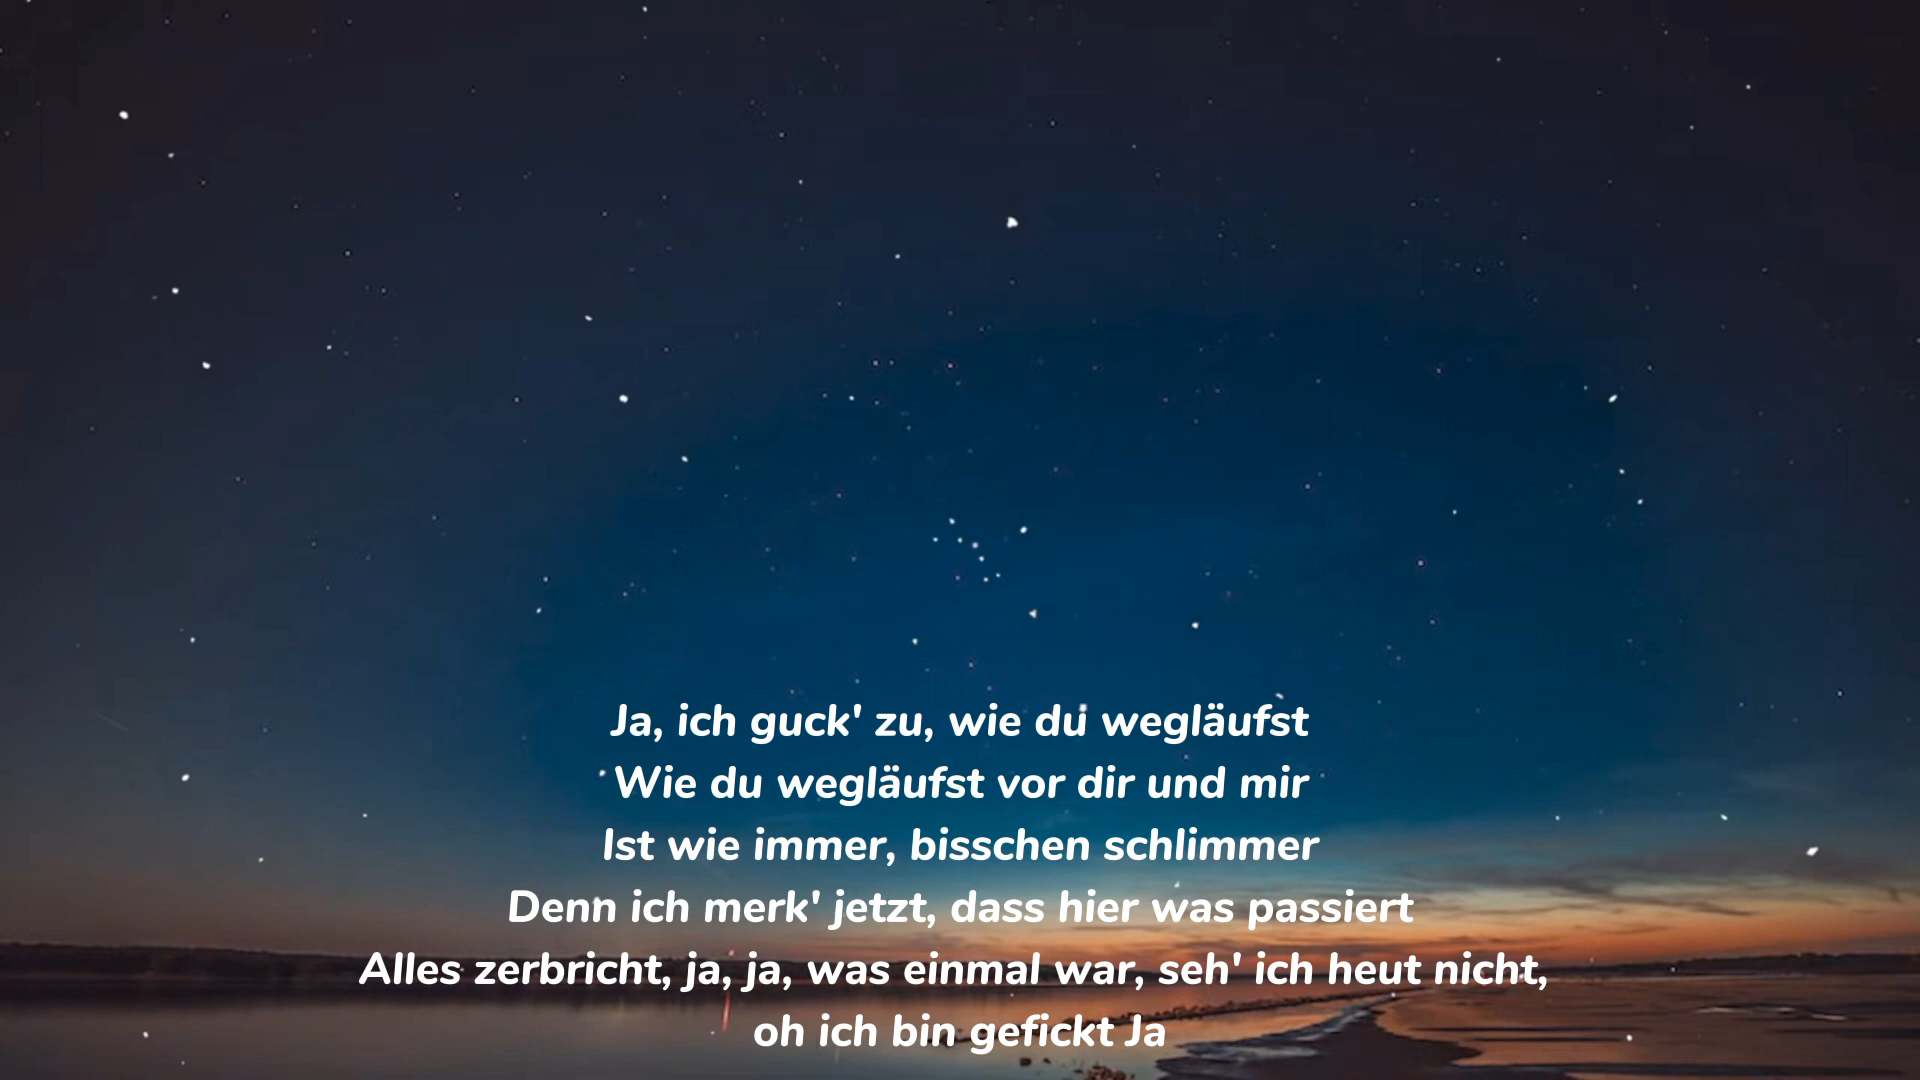 Ja, ich guck' zu, wie du wegläufst
Wie du wegläufst vor dir und mir
Ist wie immer, bisschen schlimmer
Denn ich merk' jetzt, dass hier was passiert
Alles zerbricht, ja, ja, was einmal war, seh' ich heut nicht,
oh ich bin gefickt Ja